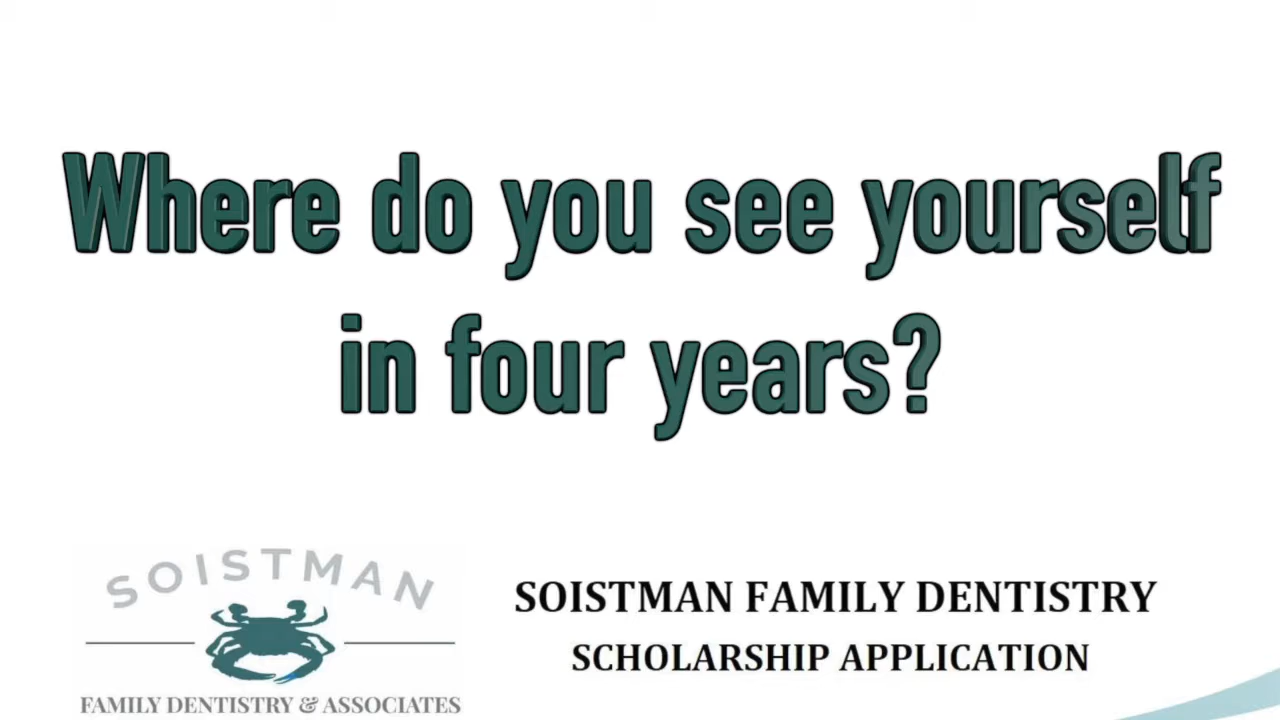 Where do you see yourself
in four years?
SOISTMAN
FAMILY DENTISTRY & ASSOCIATES
SOISTMAN FAMILY DENTISTRY
SCHOLARSHIP APPLICATION